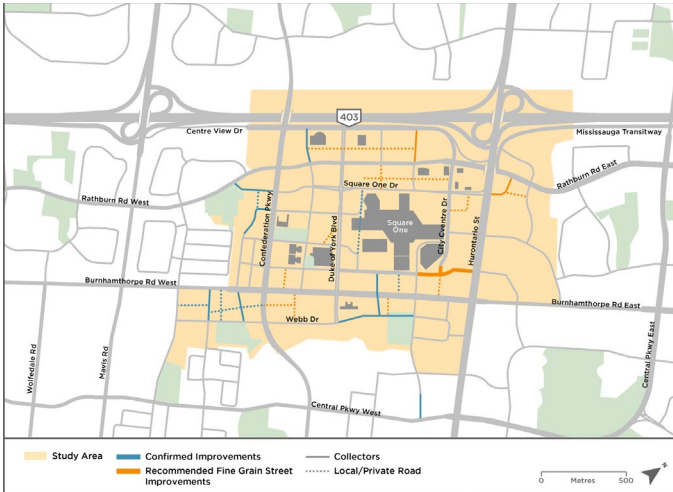 403
Centre View Dr
Mississauga Transitway
Rathburn Rd East
Square One Dr
Rathburn Rd West
Confederation Pkwy
Duke of York Blvd
Square
One
City Cventre Dr
Hurontario St
Burnhamthorpe Rd West
Burnhamthorpe Rd East
Webb Dr
Wolfedale Rd
Mavis Rd
Central Pkwy East
Central Pkwy West
Study Area
Confirmed Improvements
Recommended Fine Grain Street
Improvements
Collectors
Local/Private Road
0 Metres 500
N